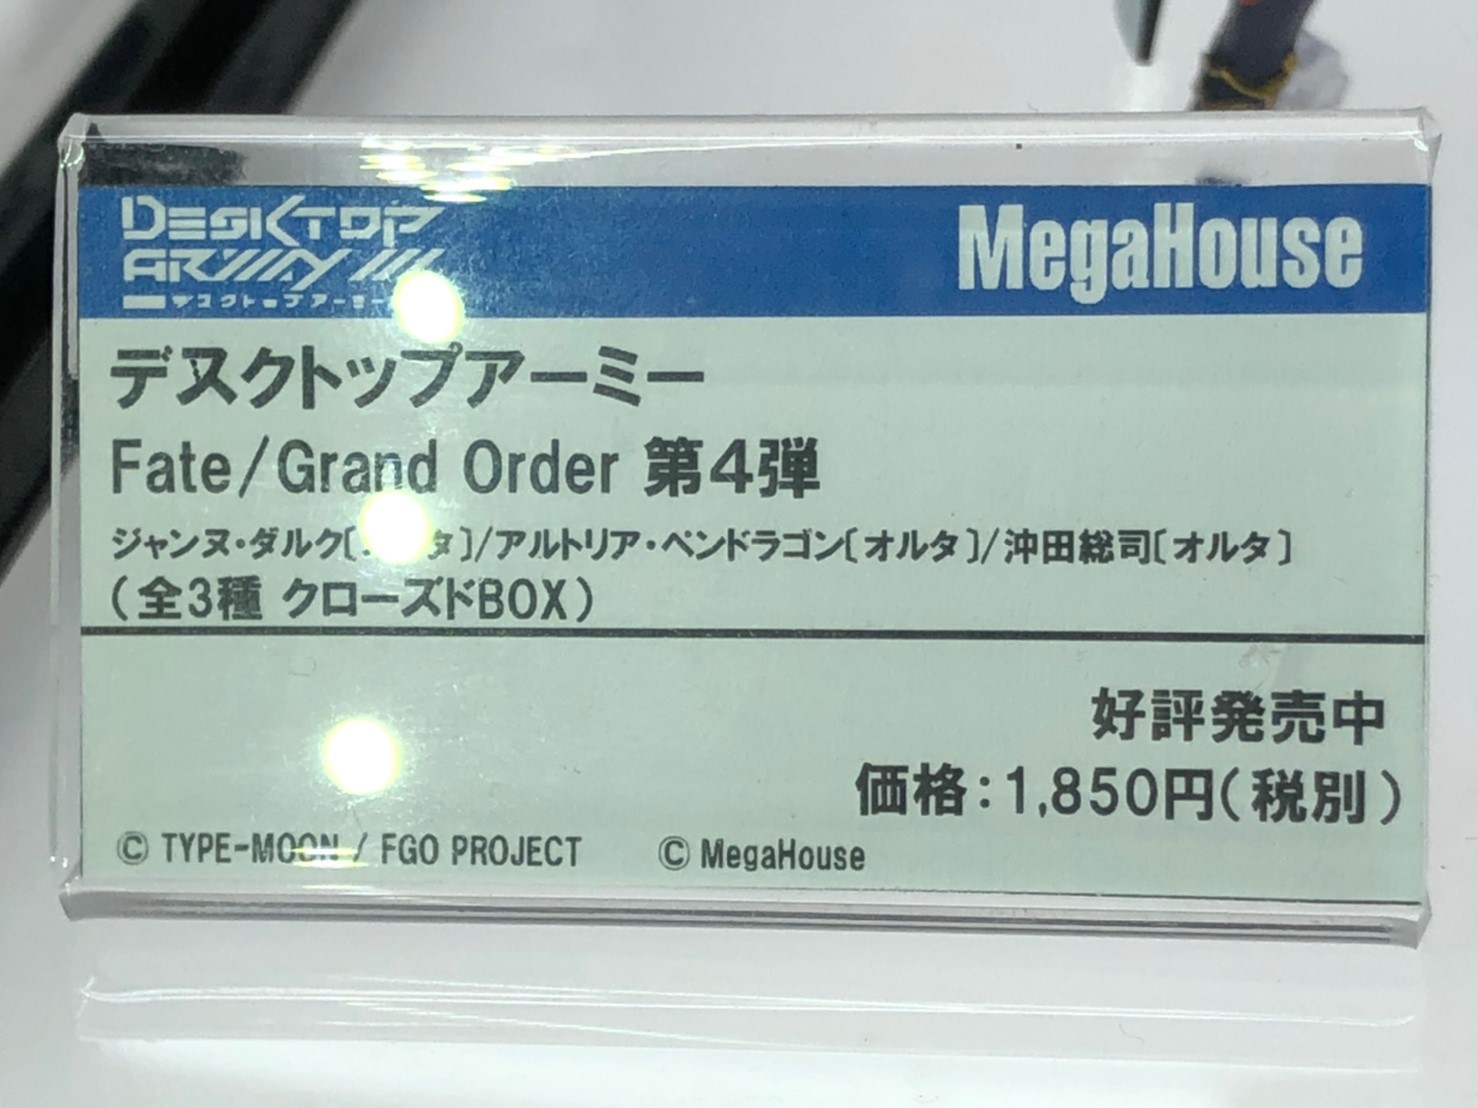 DESKTOP
ARMY
デスクトップアーミー
MegaHouse
デスクトップアーミー
Fate/Grand Order 第4弾
ジャンヌ・ダルク〔 タ〕/アルトリア・ペンドラゴン〔オルタ〕/沖田総司〔オルタ〕
(全3種 クローズドBOX)
好評発売中
価格:1,850円(税別)
© TYPE-MOON / FGO PROJECT © MegaHouse